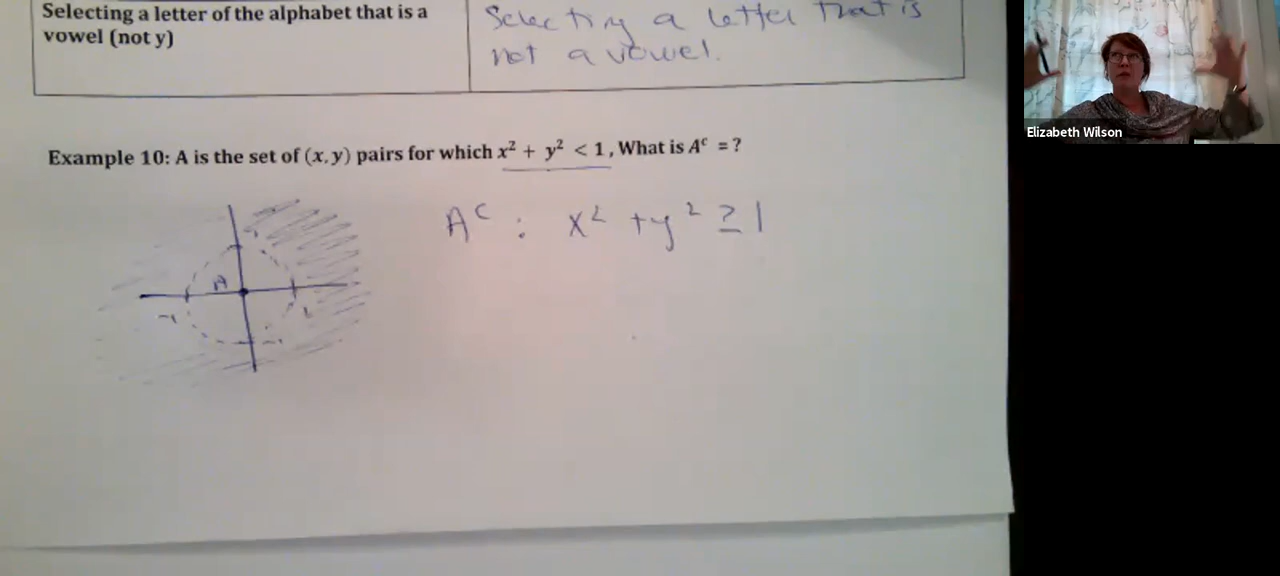 Selecting a letter of the alphabet that is a
vowel (not y)
Selecting a letter that is
not a vowel.
Elizabeth Wilson
Example 10: A is the set of (x, y) pairs for which x² + y² < 1, What is Aᶜ = ?
Aᶜ : x² + y² ≥ 1
1
A
-1
1
-1